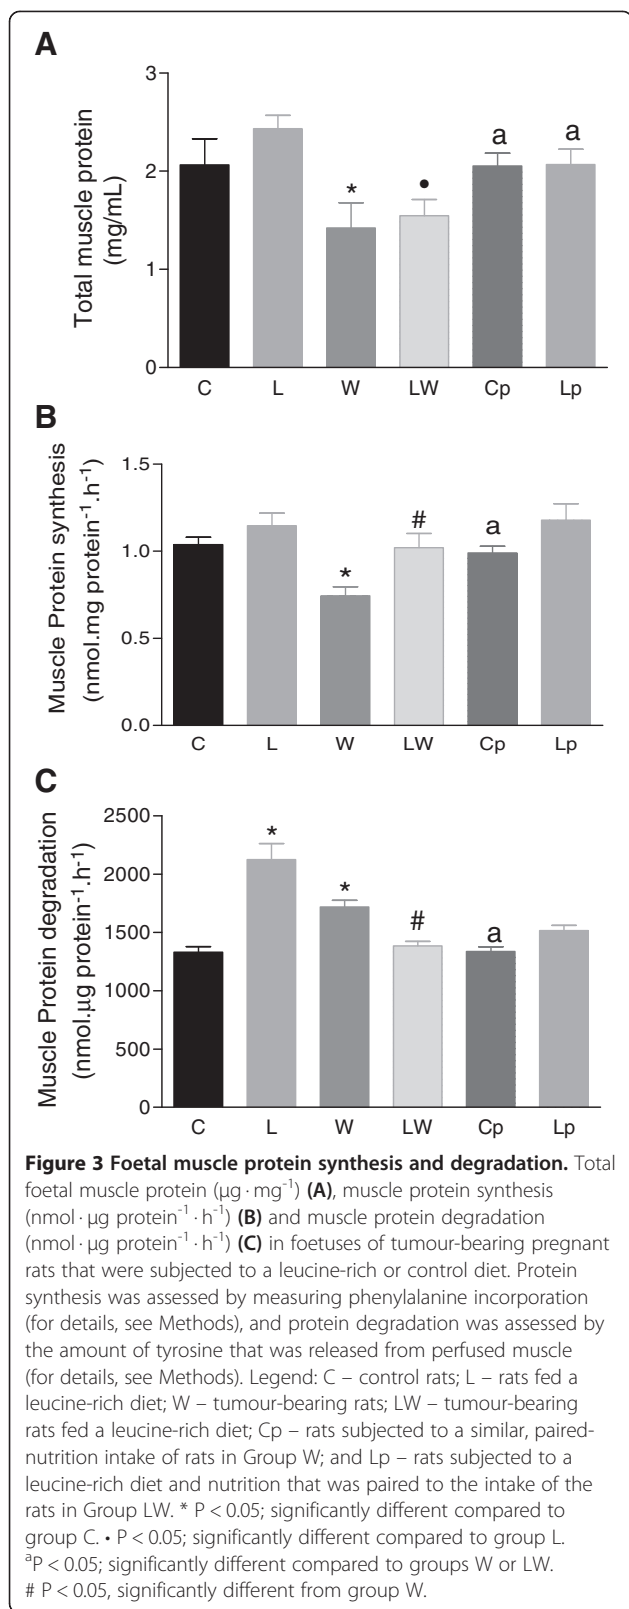 A
Total muscle protein
(mg/mL)
3
2
1
0
*
•
a
a
C L W LW Cp Lp
B
Muscle Protein synthesis
(nmol.mg protein⁻¹.h⁻¹)
1.5
1.0
0.5
0.0
*
#
a
C L W LW Cp Lp
C
Muscle Protein degradation
(nmol.µg protein⁻¹.h⁻¹)
2500
2000
1500
1000
500
0
*
*
#
a
C L W LW Cp Lp
Figure 3 Foetal muscle protein synthesis and degradation. Total
foetal muscle protein (µg · mg⁻¹) (A), muscle protein synthesis
(nmol · µg protein⁻¹ · h⁻¹) (B) and muscle protein degradation
(nmol · µg protein⁻¹ · h⁻¹) (C) in foetuses of tumour-bearing pregnant
rats that were subjected to a leucine-rich or control diet. Protein
synthesis was assessed by measuring phenylalanine incorporation
(for details, see Methods), and protein degradation was assessed by
the amount of tyrosine that was released from perfused muscle
(for details, see Methods). Legend: C – control rats; L – rats fed a
leucine-rich diet; W – tumour-bearing rats; LW – tumour-bearing
rats fed a leucine-rich diet; Cp – rats subjected to a similar, paired-
nutrition intake of rats in Group W; and Lp – rats subjected to a
leucine-rich diet and nutrition that was paired to the intake of the
rats in Group LW. * P < 0.05; significantly different compared to
group C. • P < 0.05; significantly different compared to group L.
ᵃP < 0.05; significantly different compared to groups W or LW.
# P < 0.05, significantly different from group W.